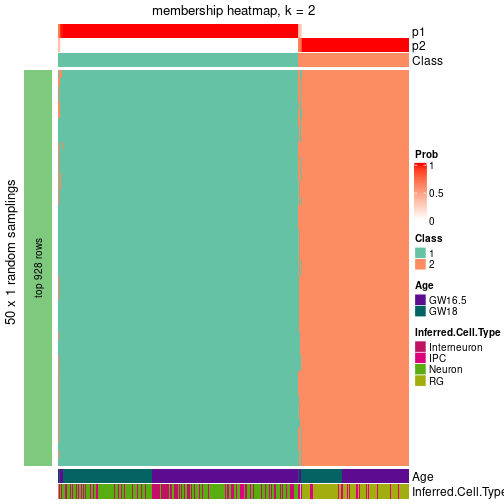 membership heatmap, k = 2
p1
p2
Class
50 x 1 random samplings
top 928 rows
Prob
1
0.5
0
Class
1
2
Age
GW16.5
GW18
Inferred.Cell.Type
Interneuron
IPC
Neuron
RG
Age
Inferred.Cell.Type